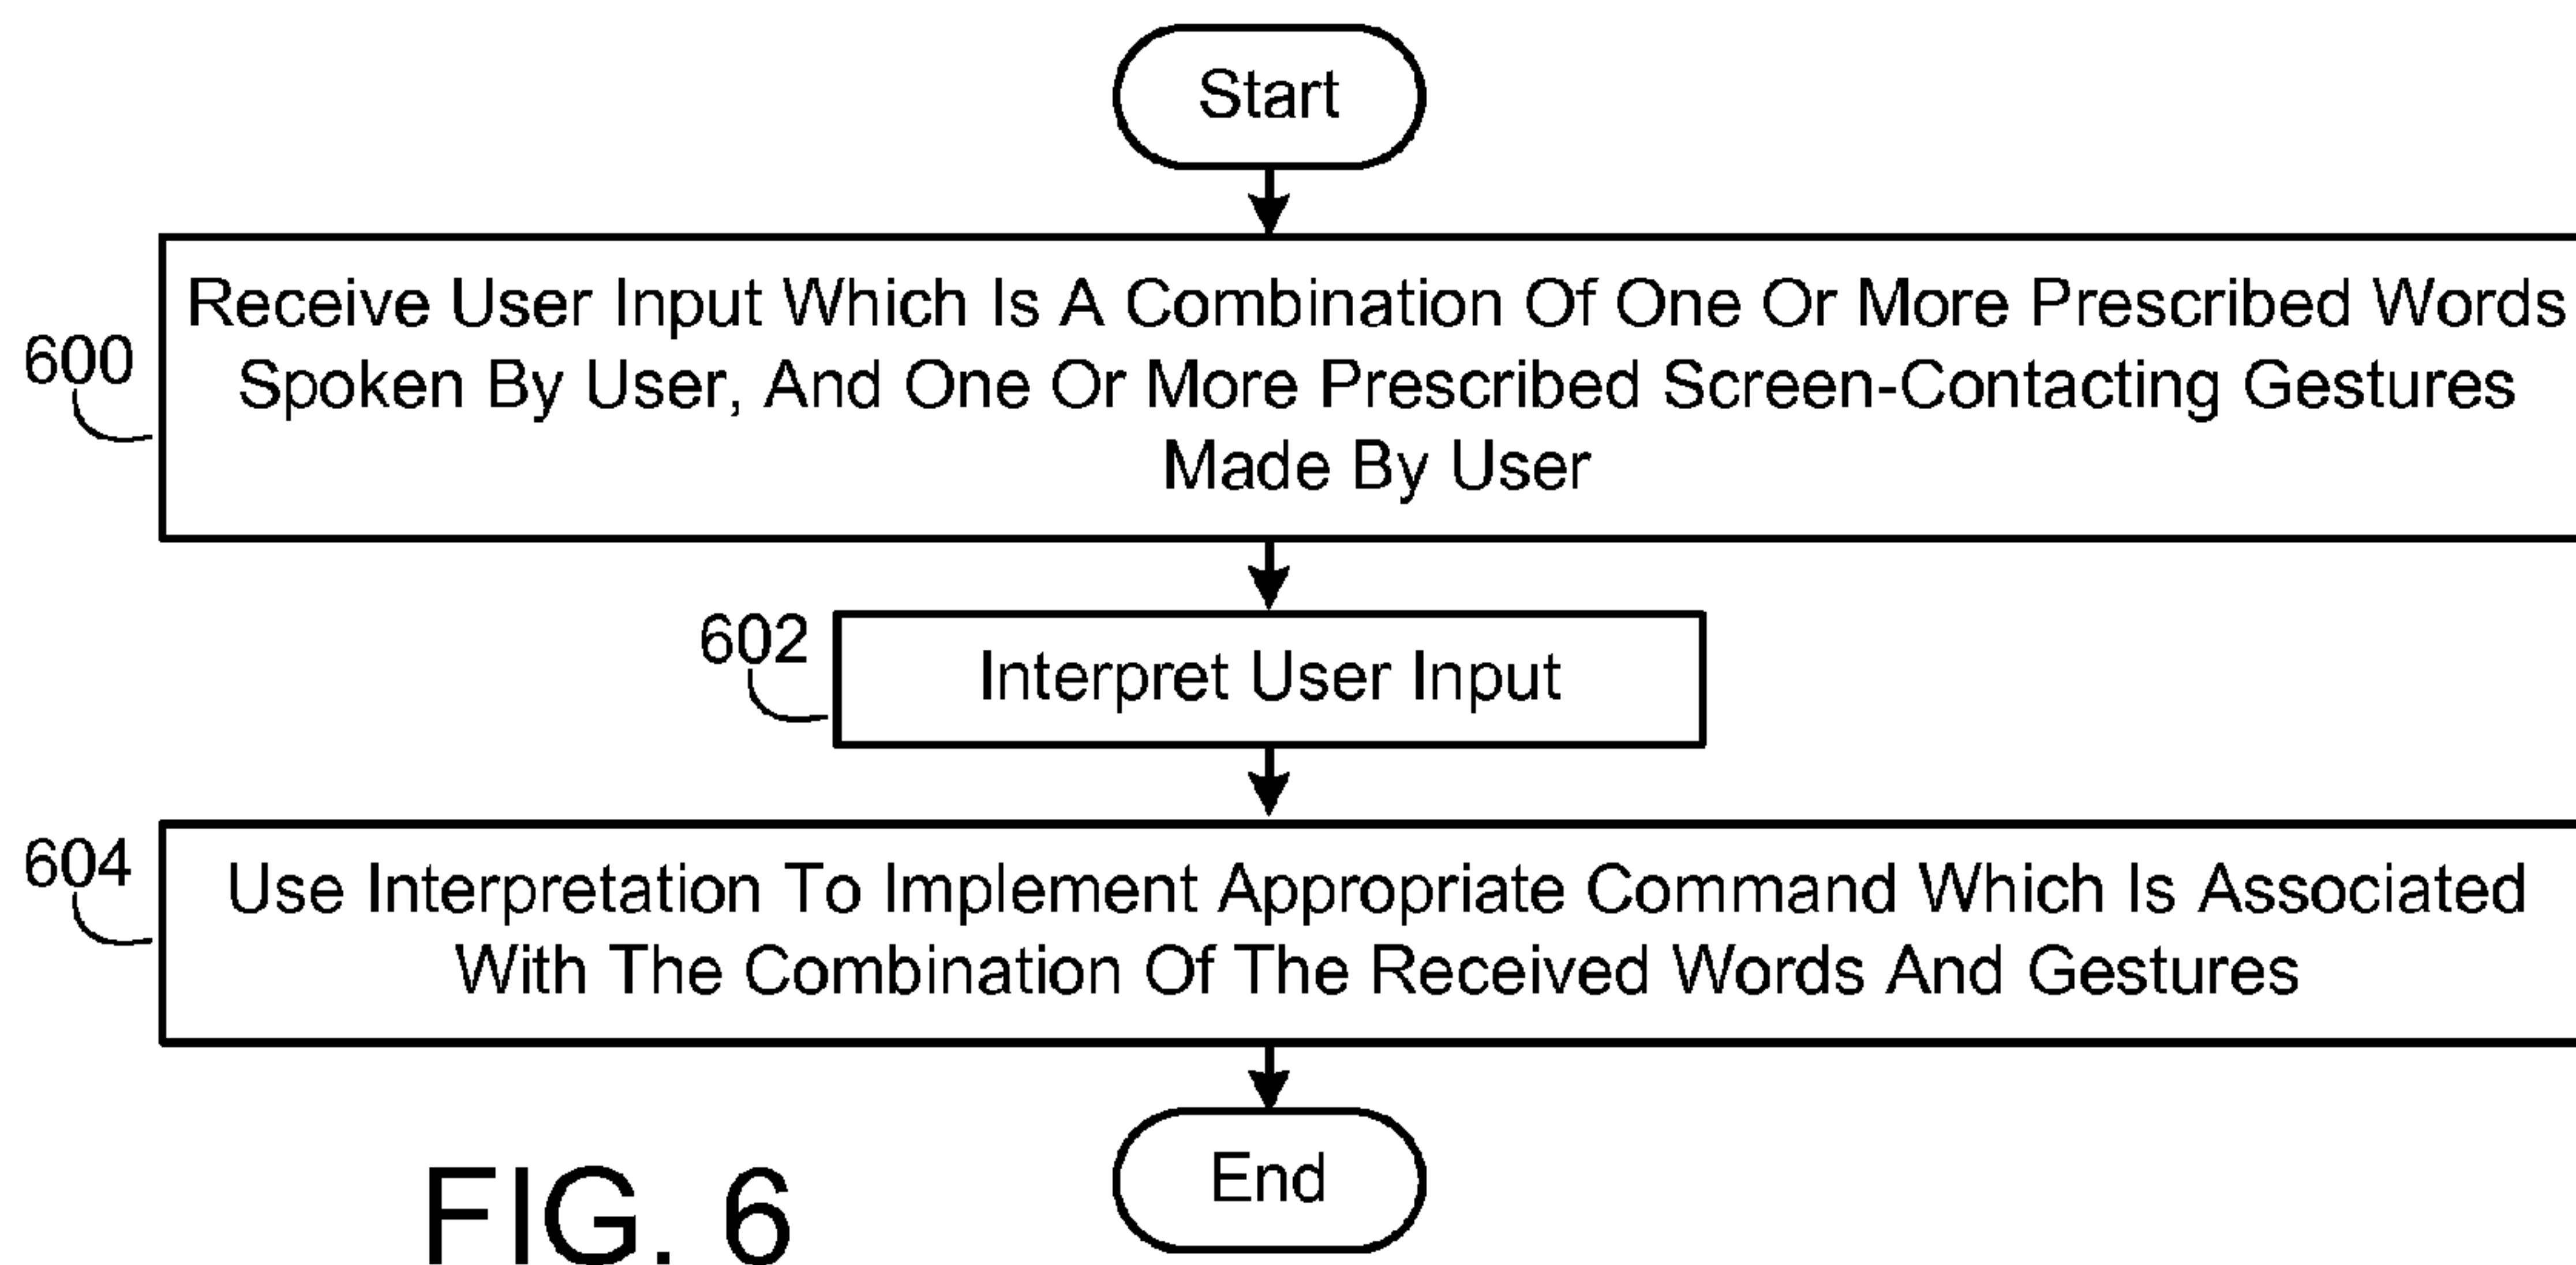 Start
Receive User Input Which Is A Combination Of One Or More Prescribed Words
600
Spoken By User, And One Or More Prescribed Screen-Contacting Gestures
Made By User
602
Interpret User Input
604
Use Interpretation To Implement Appropriate Command Which Is Associated
With The Combination Of The Received Words And Gestures
End
FIG. 6